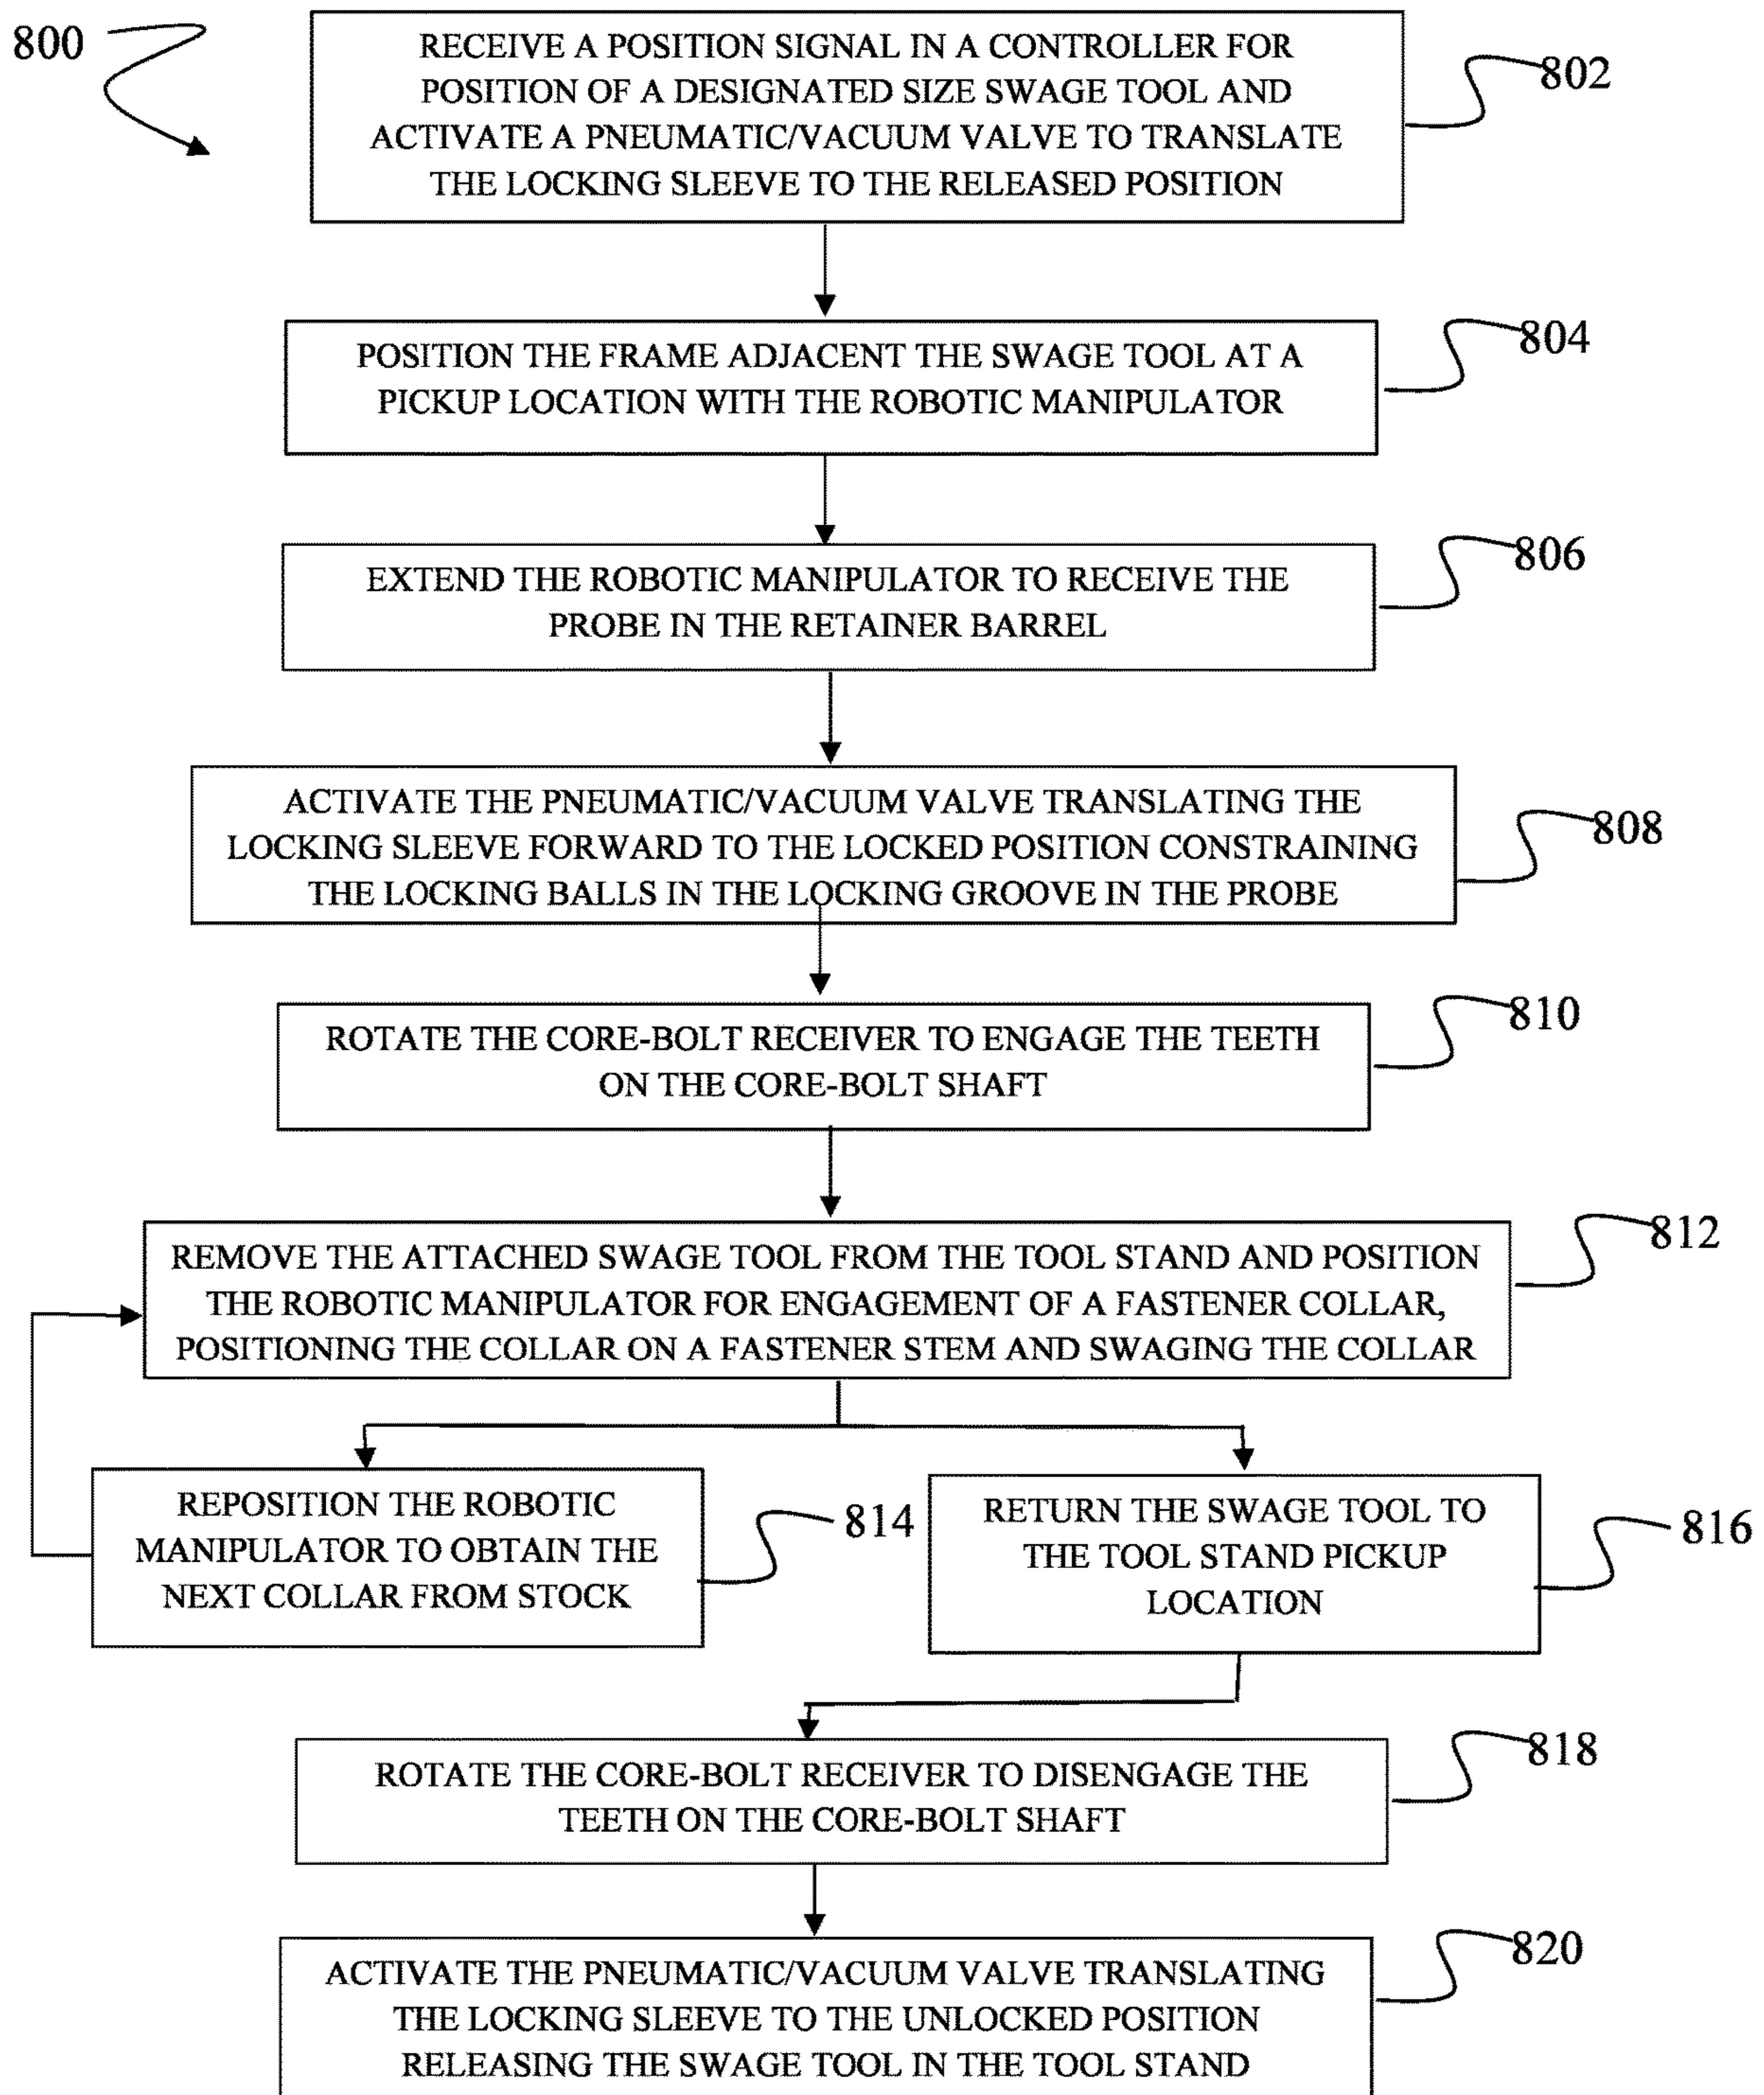 800
RECEIVE A POSITION SIGNAL IN A CONTROLLER FOR
POSITION OF A DESIGNATED SIZE SWAGE TOOL AND
ACTIVATE A PNEUMATIC/VACUUM VALVE TO TRANSLATE
THE LOCKING SLEEVE TO THE RELEASED POSITION
802
POSITION THE FRAME ADJACENT THE SWAGE TOOL AT A
PICKUP LOCATION WITH THE ROBOTIC MANIPULATOR
804
EXTEND THE ROBOTIC MANIPULATOR TO RECEIVE THE
PROBE IN THE RETAINER BARREL
806
ACTIVATE THE PNEUMATIC/VACUUM VALVE TRANSLATING THE
LOCKING SLEEVE FORWARD TO THE LOCKED POSITION CONSTRAINING
THE LOCKING BALLS IN THE LOCKING GROOVE IN THE PROBE
808
ROTATE THE CORE-BOLT RECEIVER TO ENGAGE THE TEETH
ON THE CORE-BOLT SHAFT
810
REMOVE THE ATTACHED SWAGE TOOL FROM THE TOOL STAND AND POSITION
THE ROBOTIC MANIPULATOR FOR ENGAGEMENT OF A FASTENER COLLAR,
POSITIONING THE COLLAR ON A FASTENER STEM AND SWAGING THE COLLAR
812
REPOSITION THE ROBOTIC
MANIPULATOR TO OBTAIN THE
NEXT COLLAR FROM STOCK
814
RETURN THE SWAGE TOOL TO
THE TOOL STAND PICKUP
LOCATION
816
ROTATE THE CORE-BOLT RECEIVER TO DISENGAGE THE
TEETH ON THE CORE-BOLT SHAFT
818
ACTIVATE THE PNEUMATIC/VACUUM VALVE TRANSLATING
THE LOCKING SLEEVE TO THE UNLOCKED POSITION
RELEASING THE SWAGE TOOL IN THE TOOL STAND
820